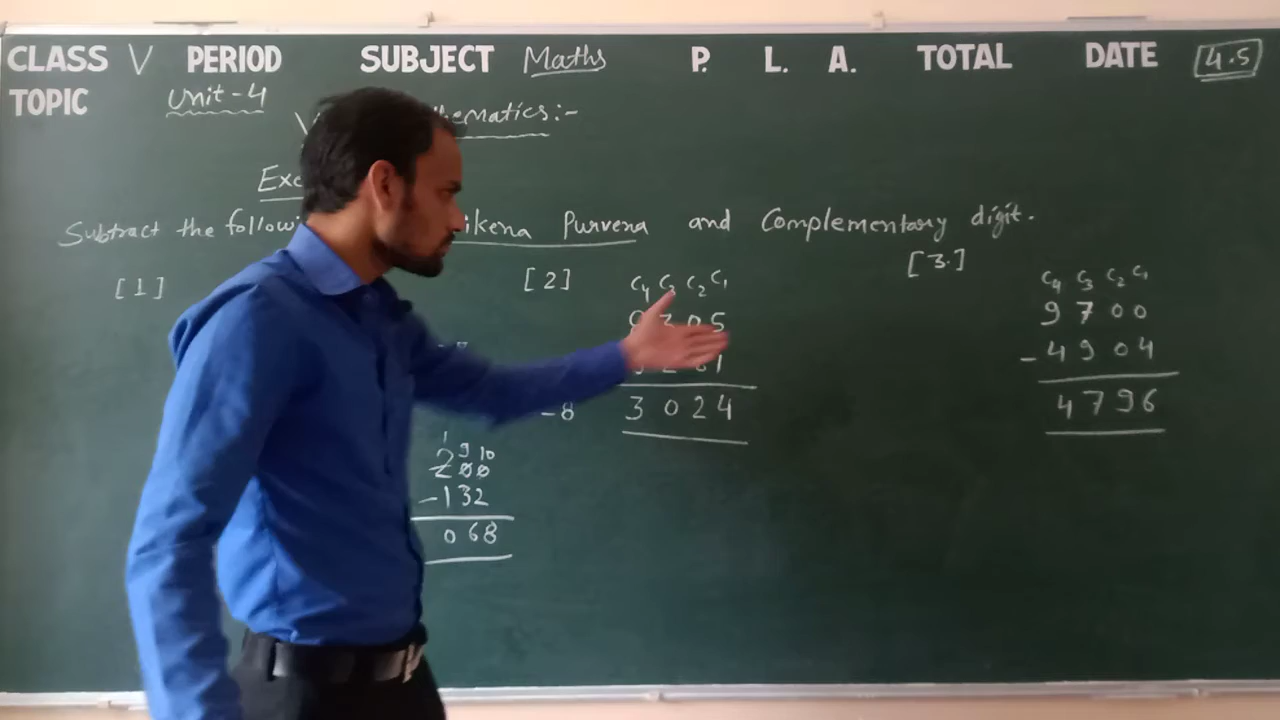 CLASS V PERIOD SUBJECT Maths P. L. A. TOTAL DATE 4.5
TOPIC Unit-4
V ematics:-
Exe
Subtract the follow ikena Purvena and Complementary digit.
[1] [2] [3.]
C4 C3 C2 C1 C4 C3 C2 C1
9 3 0 5 9 7 0 0
- 4 9 0 4
-8 3 0 2 4 4 7 9 6
1 9 10
2 0 0
- 1 3 2
0 6 8